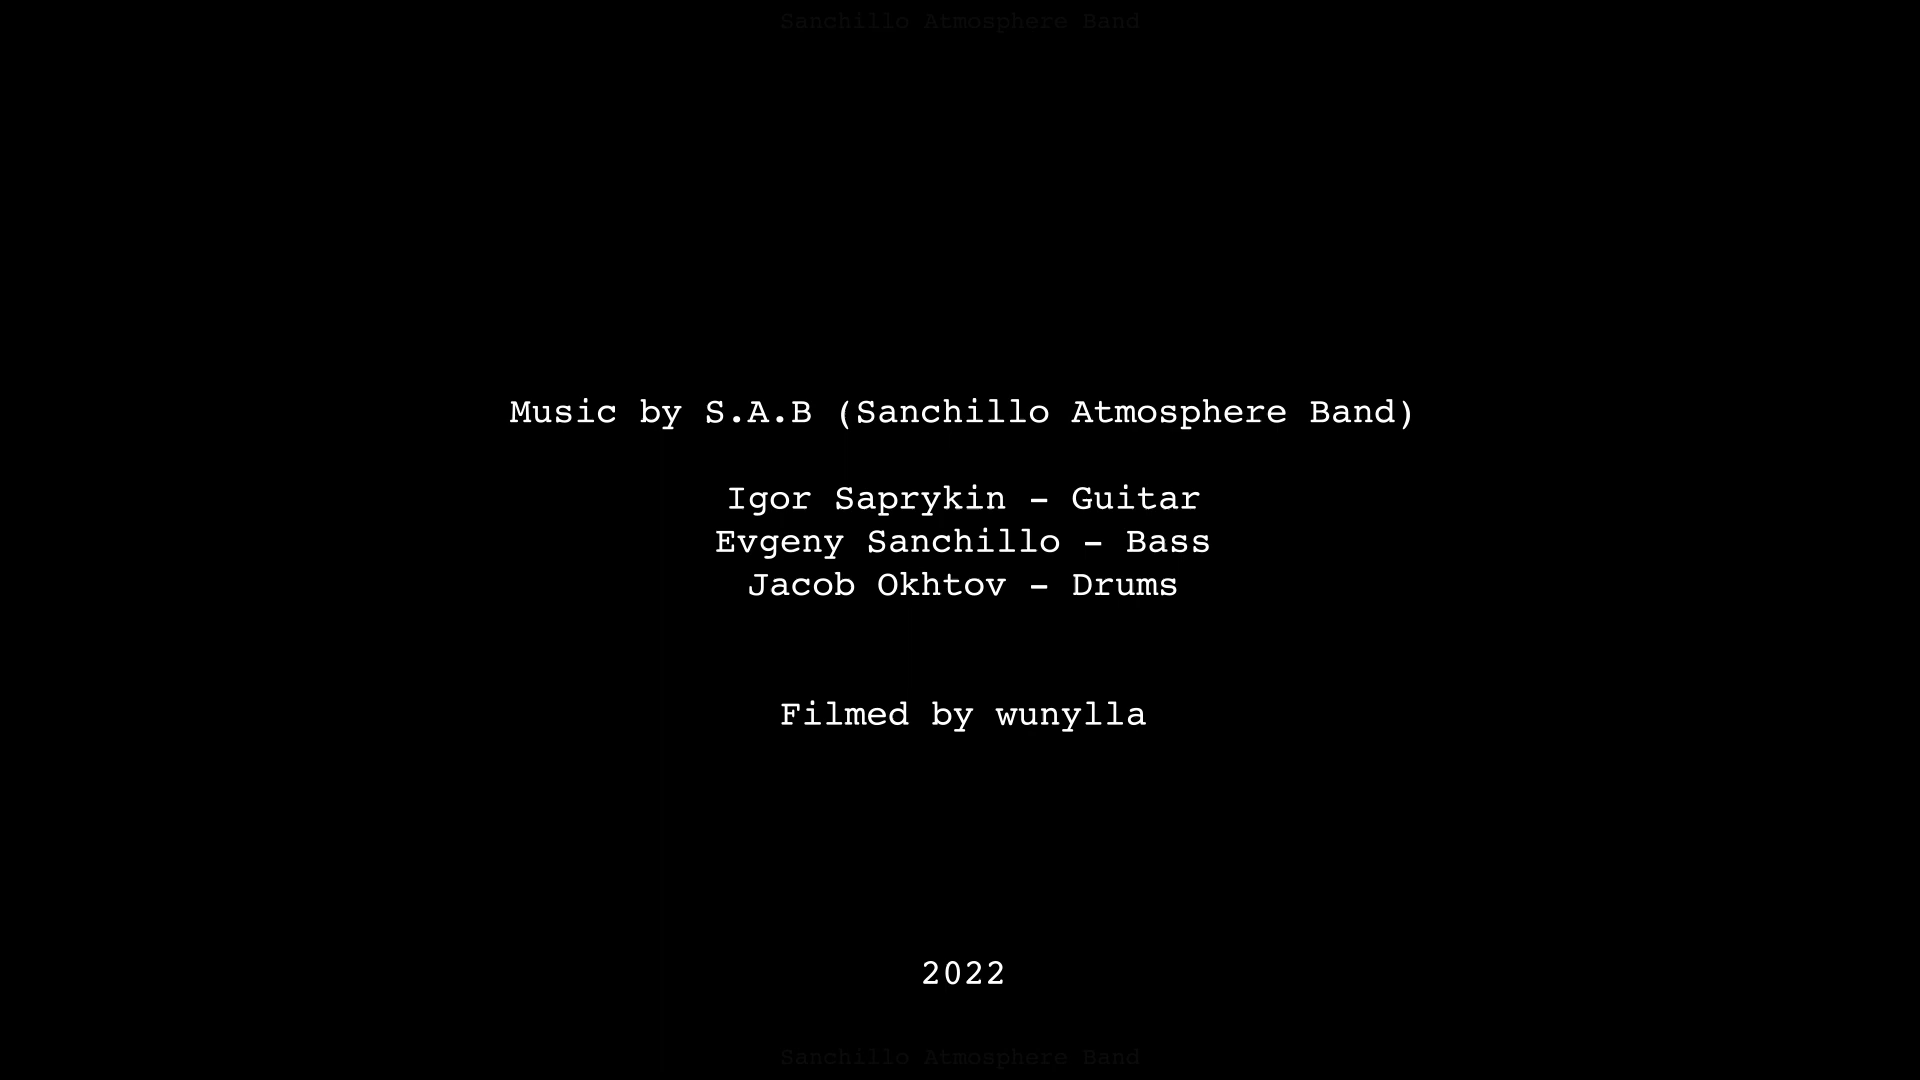 Sanchillo Atmosphere Band
Music by S.A.B (Sanchillo Atmosphere Band)
Igor Saprykin – Guitar
Evgeny Sanchillo – Bass
Jacob Okhtov – Drums
Filmed by wunylla
2022
Sanchillo Atmosphere Band